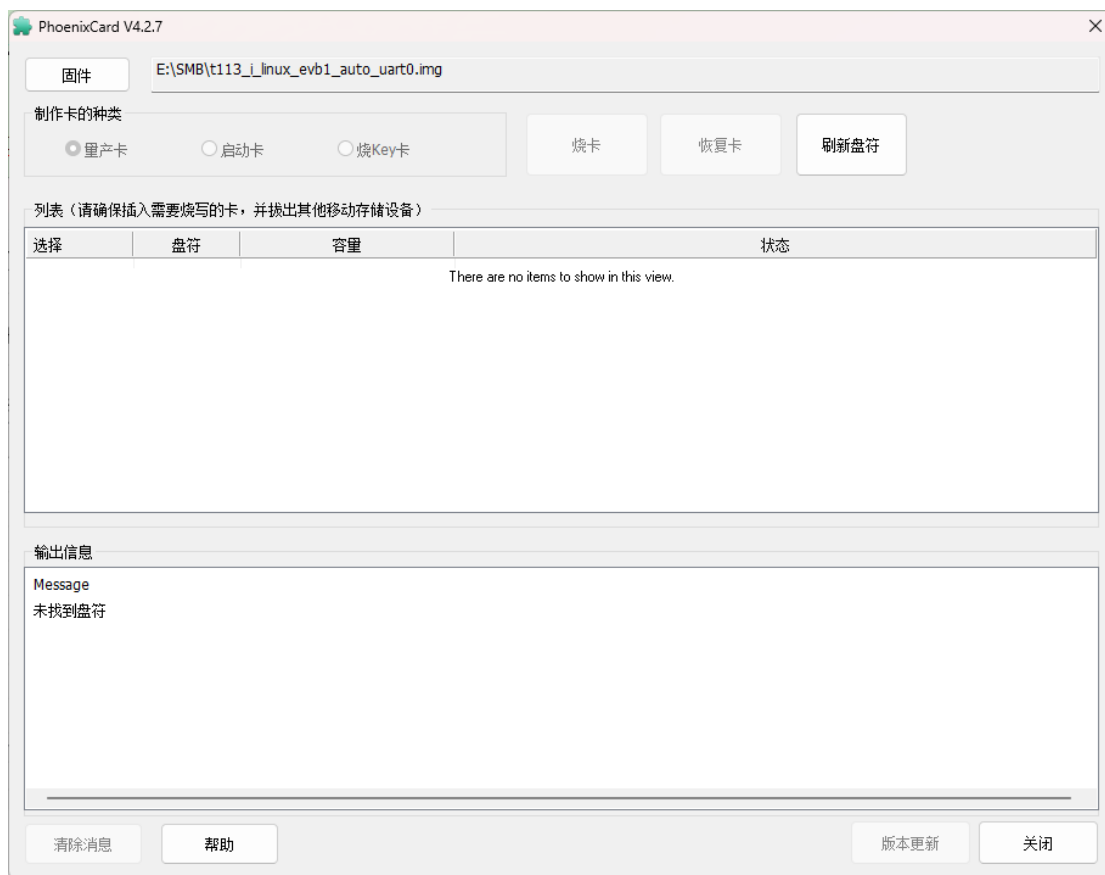 PhoenixCard V4.2.7
固件 E:\SMB\t113_i_linux_evb1_auto_uart0.img
制作卡的种类
量产卡 启动卡 烧Key卡 烧卡 恢复卡 刷新盘符
列表（请确保插入需要烧写的卡，并拔出其他移动存储设备）
选择 盘符 容量 状态
There are no items to show in this view.
输出信息
Message
未找到盘符
清除消息 帮助 版本更新 关闭